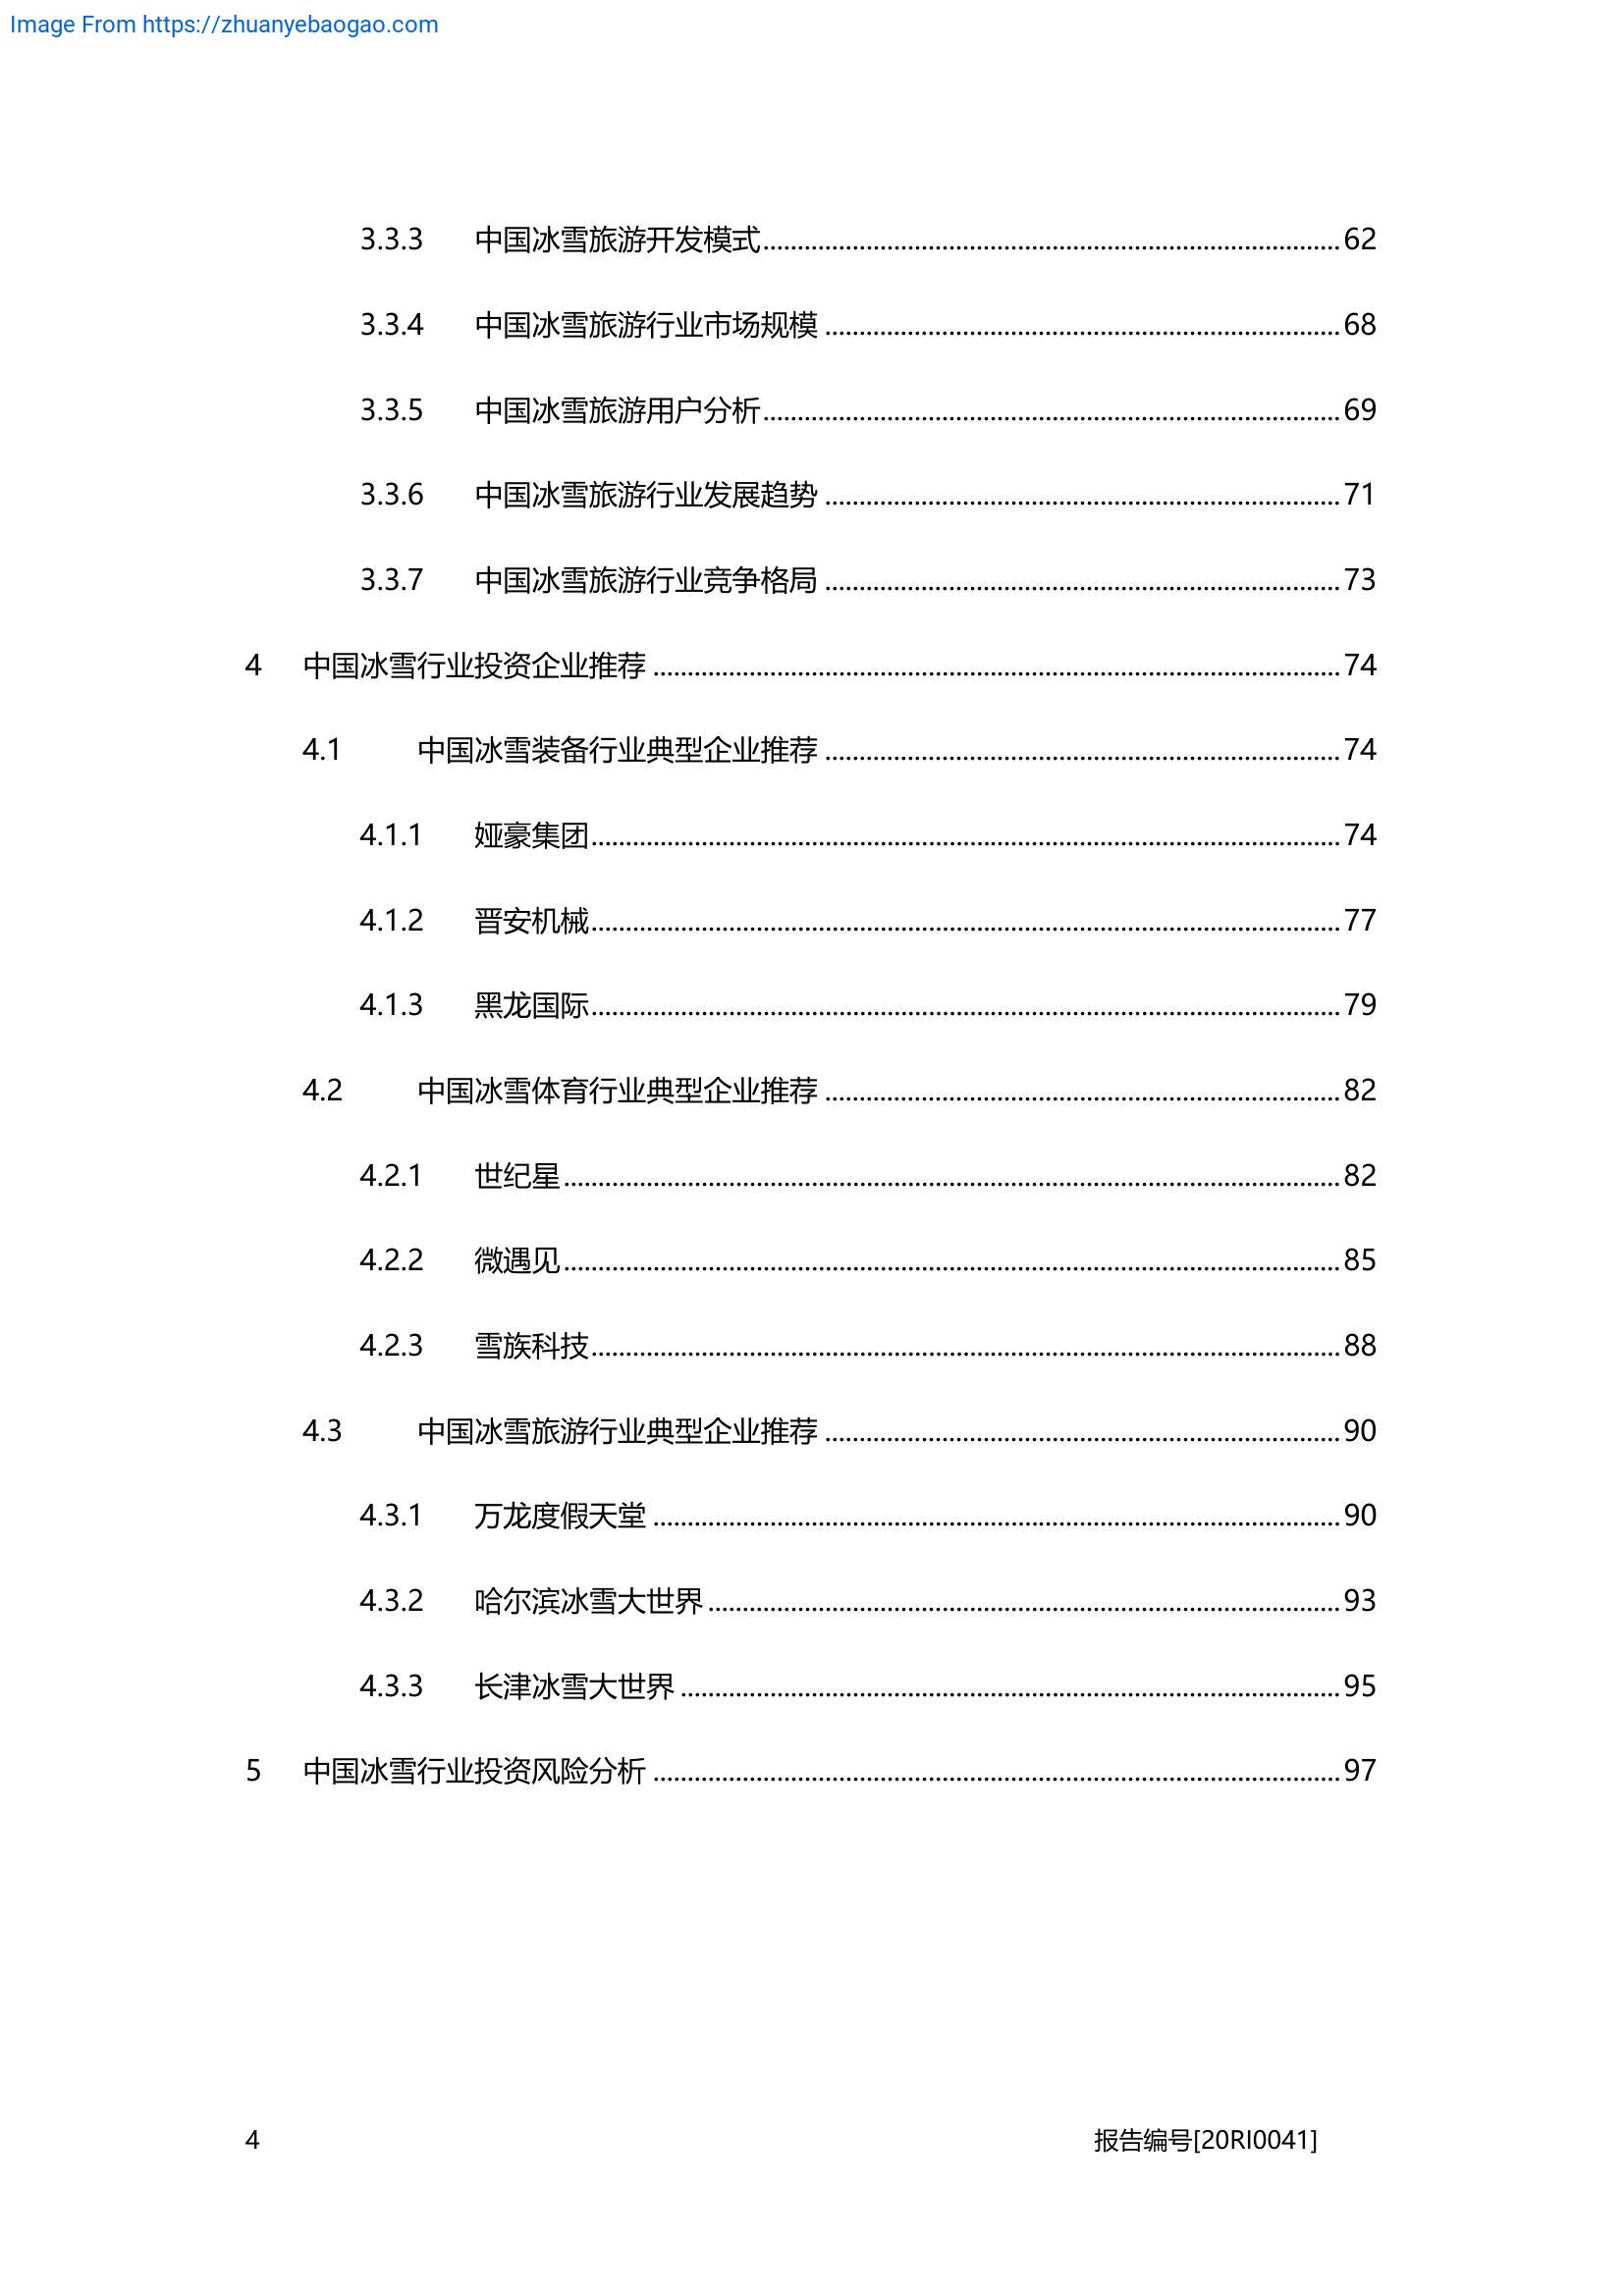 Image From https://zhuanyebaogao.com
3.3.3 中国冰雪旅游开发模式 62
3.3.4 中国冰雪旅游行业市场规模 68
3.3.5 中国冰雪旅游用户分析 69
3.3.6 中国冰雪旅游行业发展趋势 71
3.3.7 中国冰雪旅游行业竞争格局 73
4 中国冰雪行业投资企业推荐 74
4.1 中国冰雪装备行业典型企业推荐 74
4.1.1 娅豪集团 74
4.1.2 晋安机械 77
4.1.3 黑龙国际 79
4.2 中国冰雪体育行业典型企业推荐 82
4.2.1 世纪星 82
4.2.2 微遇见 85
4.2.3 雪族科技 88
4.3 中国冰雪旅游行业典型企业推荐 90
4.3.1 万龙度假天堂 90
4.3.2 哈尔滨冰雪大世界 93
4.3.3 长津冰雪大世界 95
5 中国冰雪行业投资风险分析 97
4 报告编号[20RI0041]